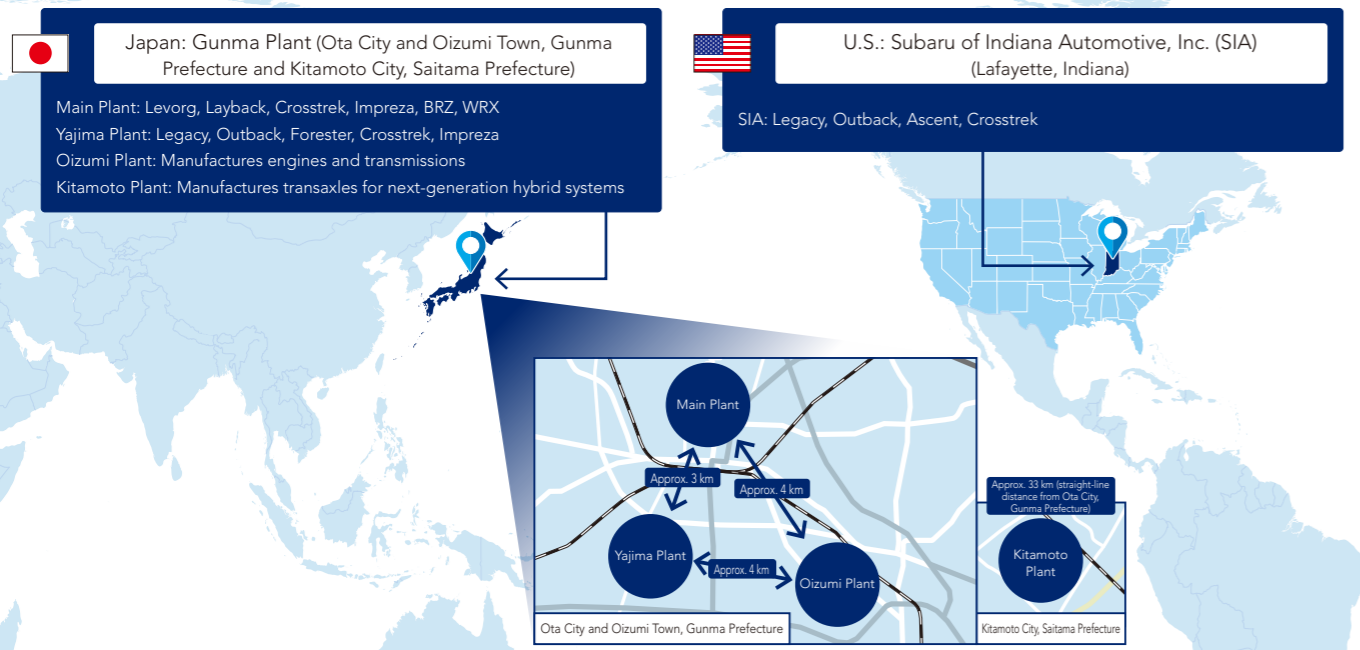 Japan: Gunma Plant (Ota City and Oizumi Town, Gunma
Prefecture and Kitamoto City, Saitama Prefecture)
Main Plant: Levorg, Layback, Crosstrek, Impreza, BRZ, WRX
Yajima Plant: Legacy, Outback, Forester, Crosstrek, Impreza
Oizumi Plant: Manufactures engines and transmissions
Kitamoto Plant: Manufactures transaxles for next-generation hybrid systems
U.S.: Subaru of Indiana Automotive, Inc. (SIA)
(Lafayette, Indiana)
SIA: Legacy, Outback, Ascent, Crosstrek
Main Plant
Approx. 3 km
Approx. 4 km
Yajima Plant
Approx. 4 km
Oizumi Plant
Ota City and Oizumi Town, Gunma Prefecture
Approx. 33 km (straight-line
distance from Ota City,
Gunma Prefecture)
Kitamoto
Plant
Kitamoto City, Saitama Prefecture